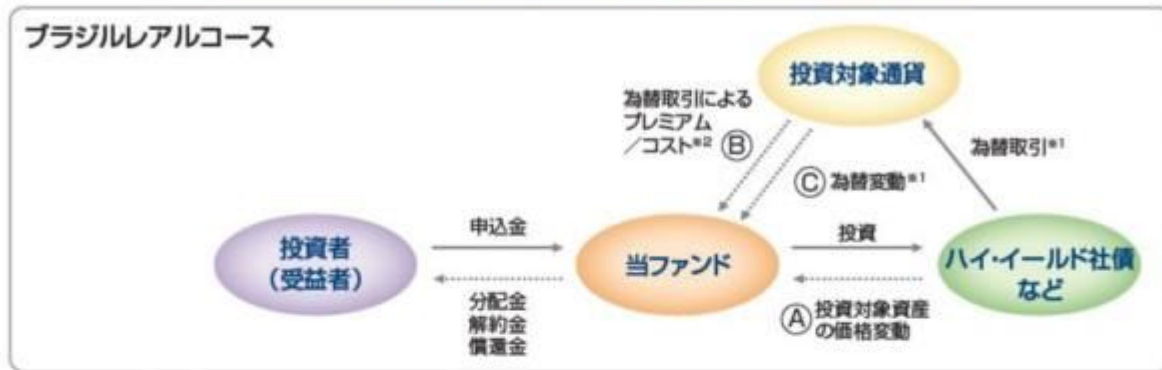 ブラジルレアルコース
投資対象通貨
為替取引による
プレミアム
／コスト※2 Ⓑ
為替取引※1
Ⓒ 為替変動※1
投資者
（受益者）
申込金
分配金
解約金
償還金
当ファンド
投資
Ⓐ 投資対象資産
の価格変動
ハイ・イールド社債
など